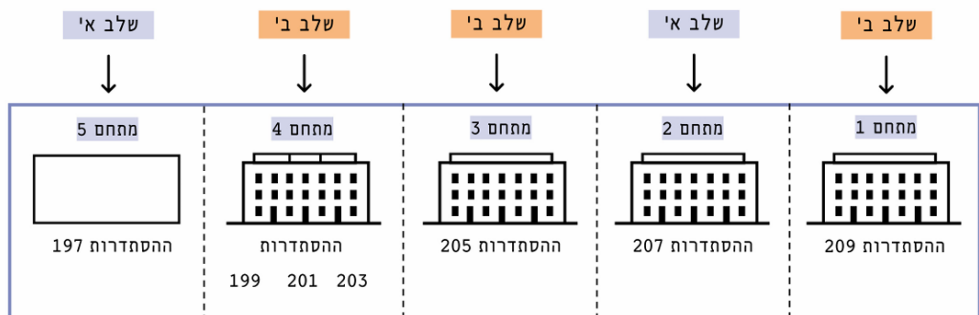 שלב ב'
שלב א'
שלב ב'
שלב ב'
שלב א'
מתחם 1
מתחם 2
מתחם 3
מתחם 4
מתחם 5
ההסתדרות 209
ההסתדרות 207
ההסתדרות 205
ההסתדרות
203 201 199
ההסתדרות 197